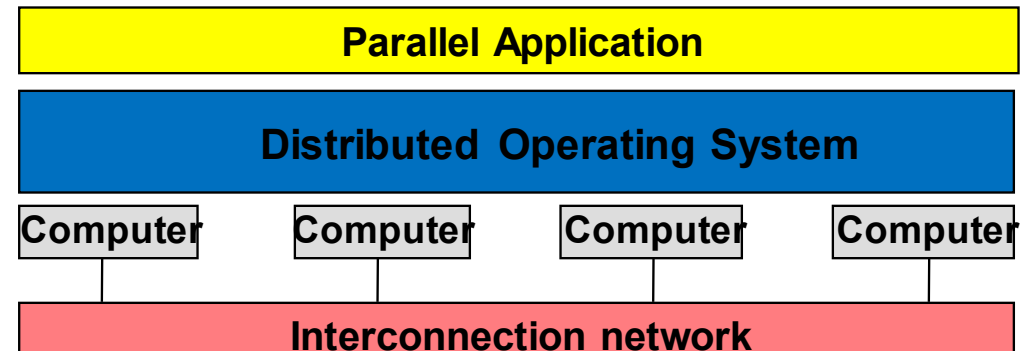 Parallel Application
Distributed Operating System
Computer Computer Computer Computer
Interconnection network